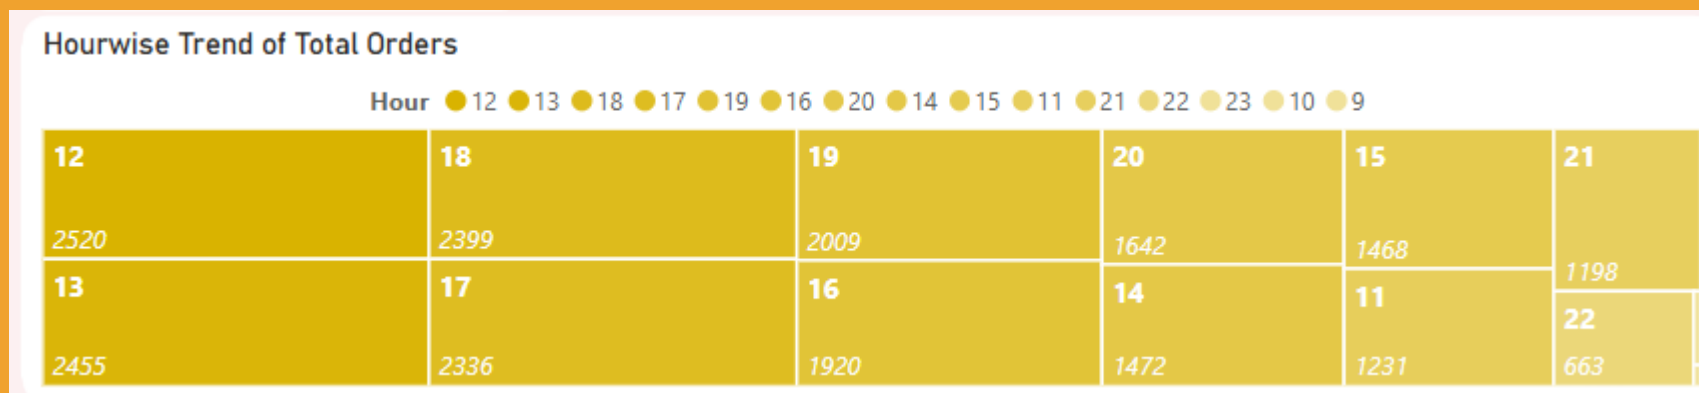 Hourwise Trend of Total Orders
Hour 12 13 18 17 19 16 20 14 15 11 21 22 23 10 9
12 18 19 20 15 21
2520 2399 2009 1642 1468 1198
13 17 16 14 11 22
2455 2336 1920 1472 1231 663